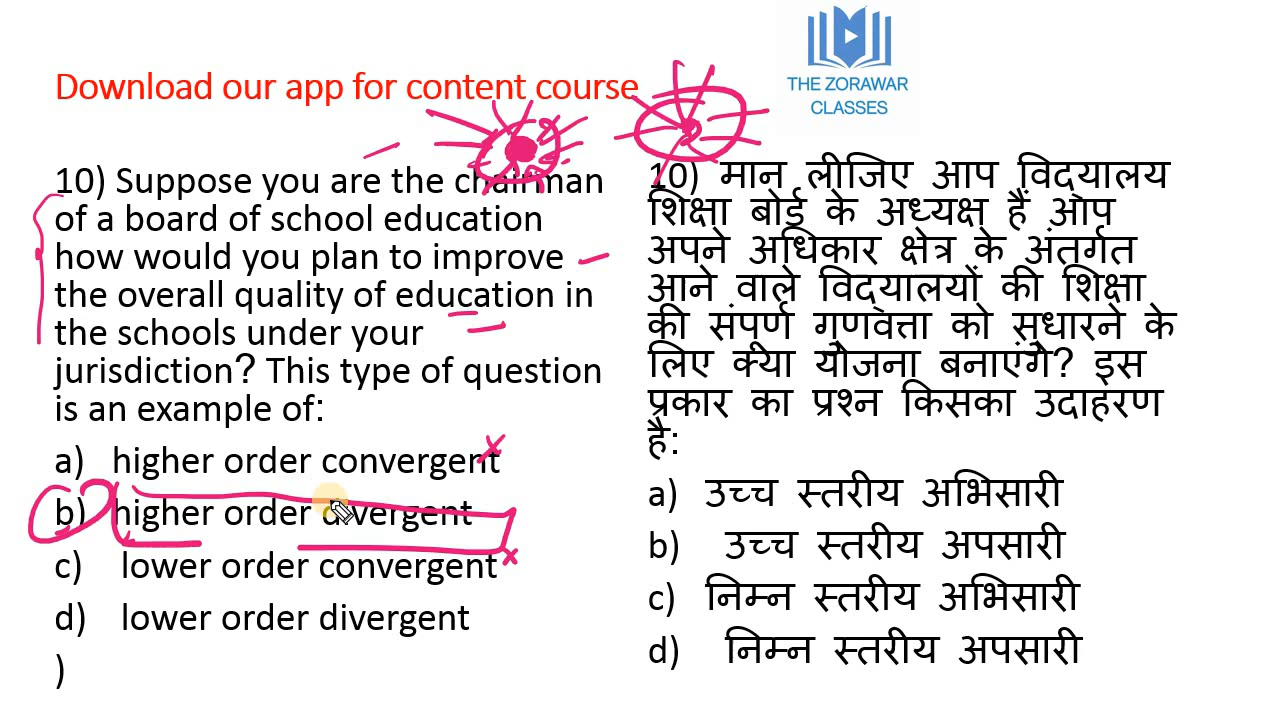 Download our app for content course
THE ZORAWAR
CLASSES
10) Suppose you are the chairman
of a board of school education
how would you plan to improve
the overall quality of education in
the schools under your
jurisdiction? This type of question
is an example of:
a) higher order convergent
b) higher order divergent
c) lower order convergent
d) lower order divergent
)
10) मान लीजिए आप विद्यालय
शिक्षा बोर्ड के अध्यक्ष हैं आप
अपने अधिकार क्षेत्र के अंतर्गत
आने वाले विद्यालयों की शिक्षा
की संपूर्ण गुणवत्ता को सुधारने के
लिए क्या योजना बनाएंगे? इस
प्रकार का प्रश्न किसका उदाहरण
है:
a) उच्च स्तरीय अभिसारी
b) उच्च स्तरीय अपसारी
c) निम्न स्तरीय अभिसारी
d) निम्न स्तरीय अपसारी